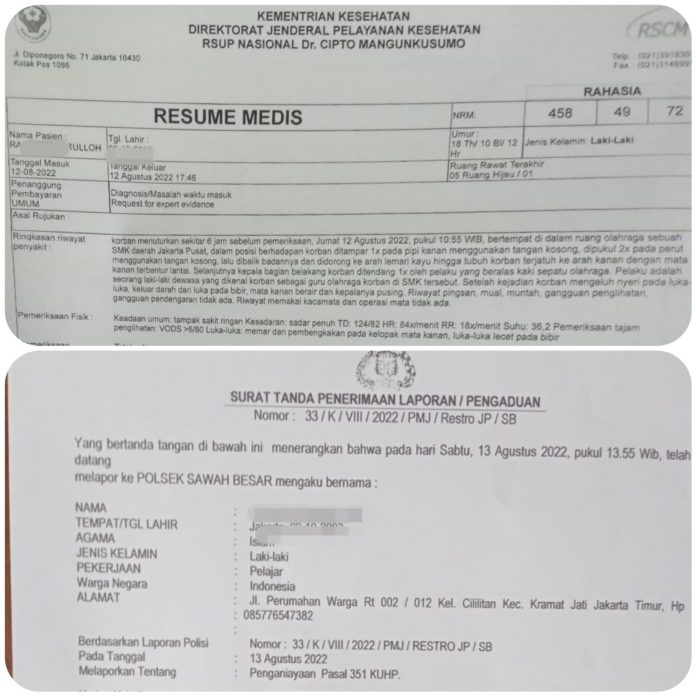 KEMENTRIAN KESEHATAN
DIREKTORAT JENDERAL PELAYANAN KESEHATAN
RSUP NASIONAL Dr. CIPTO MANGUNKUSUMO
RSCM
Jl. Diponegoro No. 71 Jakarta 10430
Kotak Pos 1086
Telp
Fax
RAHASIA
RESUME MEDIS
NRM:
458
49
72
Nama Pasien :
RULLOH
Tgl. Lahir :
Umur :
18 Th/ 10 Bl/ 12
Hr
Jenis Kelamin: Laki-Laki
Tanggal Masuk
12-08-2022
Tanggal Keluar
12 Agustus 2022 17:46
Ruang Rawat Terakhir
05 Ruang Hijau / 01
Penanggung
Pembayaran
UMUM
Diagnosis/Masalah waktu masuk
Request for expert evidence
Asal Rujukan :
Ringkasan riwayat
penyakit :
korban menuturkan sekitar 6 jam sebelum pemeriksaan, Jumat 12 Agustus 2022, pukul 10:55 WIB, bertempat di dalam ruang olahraga sebuah
SMK daerah Jakarta Pusat, dalam posisi berhadapan korban ditampar 1x pada pipi kanan menggunakan tangan kosong, dipukul 2x pada perut
menggunakan tangan kosong, lalu dibalik badannya dan didorong ke arah lemari kayu hingga tubuh korban terjatuh ke arah kanan dengan mata
kanan terbentur lantai. Selanjutnya kepala bagian belakang korban ditendang 1x oleh pelaku yang beralas kaki sepatu olahraga. Pelaku adalah
seorang laki-laki dewasa yang dikenal korban sebagai guru olahraga korban di SMK tersebut. Setelah kejadian korban mengeluh nyeri pada luka-
luka, keluar darah dari luka pada bibir, mata kanan berair dan kepalanya pusing. Riwayat pingsan, mual, muntah, gangguan penglihatan,
gangguan pendengaran tidak ada. Riwayat memakai kacamata dan operasi mata tidak ada.
Pemeriksaan Fisik :
Keadaan umum: tampak sakit ringan Kesadaran: sadar penuh TD: 124/82 HR: 84x/menit RR: 18x/menit Suhu: 36,2 Pemeriksaan tajam
penglihatan: VODS >6/60 Luka-luka: memar dan pembengkakan pada kelopak mata kanan, luka-luka lecet pada bibir
SURAT TANDA PENERIMAAN LAPORAN / PENGADUAN
Nomor : 33 / K / VIII / 2022 / PMJ / Restro JP / SB
Yang bertanda tangan di bawah ini menerangkan bahwa pada hari Sabtu, 13 Agustus 2022, pukul 13.55 Wib, telah
datang
melapor ke POLSEK SAWAH BESAR mengaku bernama :
NAMA :
TEMPAT/TGL LAHIR :
AGAMA :
JENIS KELAMIN : Laki-laki
PEKERJAAN : Pelajar
Warga Negara : Indonesia
ALAMAT : Jl. Perumahan Warga Rt 002 / 012 Kel. Cililitan Kec. Kramat Jati Jakarta Timur, Hp
085776547382
Berdasarkan Laporan Polisi : Nomor : 33 / K / VIII / 2022 / PMJ / RESTRO JP / SB
Pada Tanggal : 13 Agustus 2022
Melaporkan Tentang : Penganiayaan Pasal 351 KUHP.